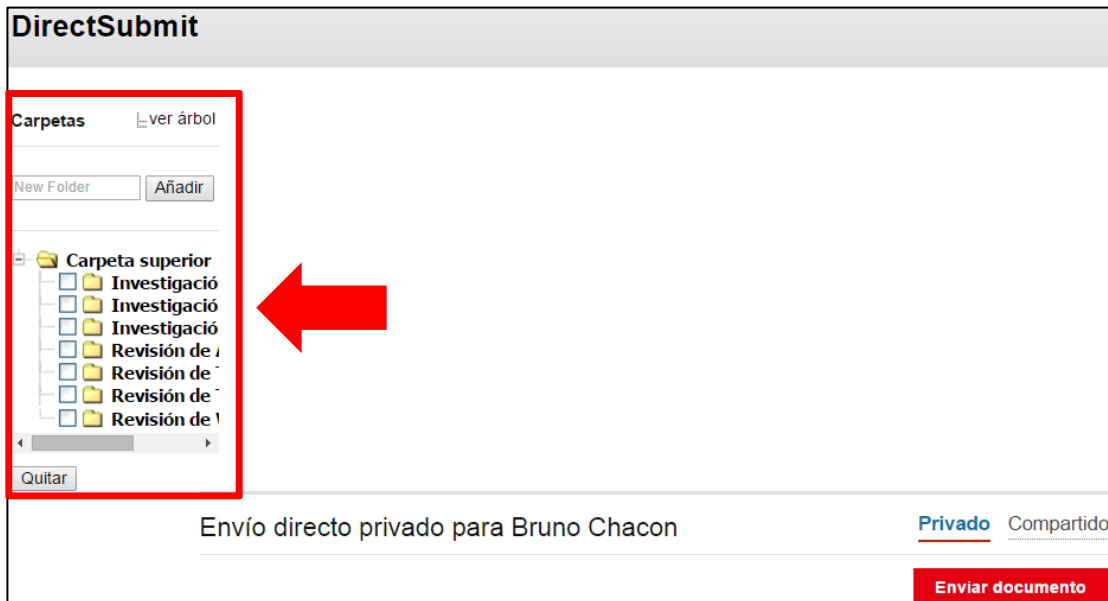 DirectSubmit
Carpetas ver árbol
New Folder Añadir
Carpeta superior
Investigació
Investigació
Investigació
Revisión de
Revisión de
Revisión de
Revisión de
Quitar
Envío directo privado para Bruno Chacon Privado Compartido
Enviar documento